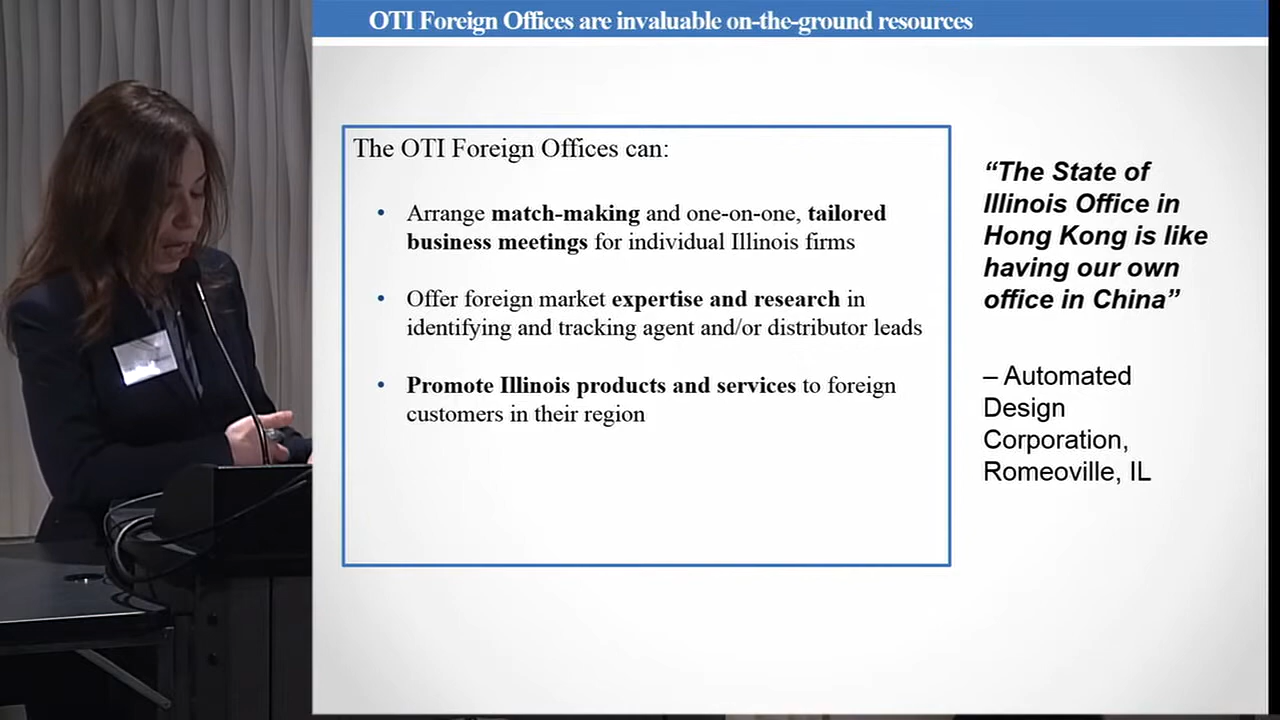 OTI Foreign Offices are invaluable on-the-ground resources
The OTI Foreign Offices can:
• Arrange match-making and one-on-one, tailored
business meetings for individual Illinois firms
• Offer foreign market expertise and research in
identifying and tracking agent and/or distributor leads
• Promote Illinois products and services to foreign
customers in their region
“The State of
Illinois Office in
Hong Kong is like
having our own
office in China”
– Automated
Design
Corporation,
Romeoville, IL